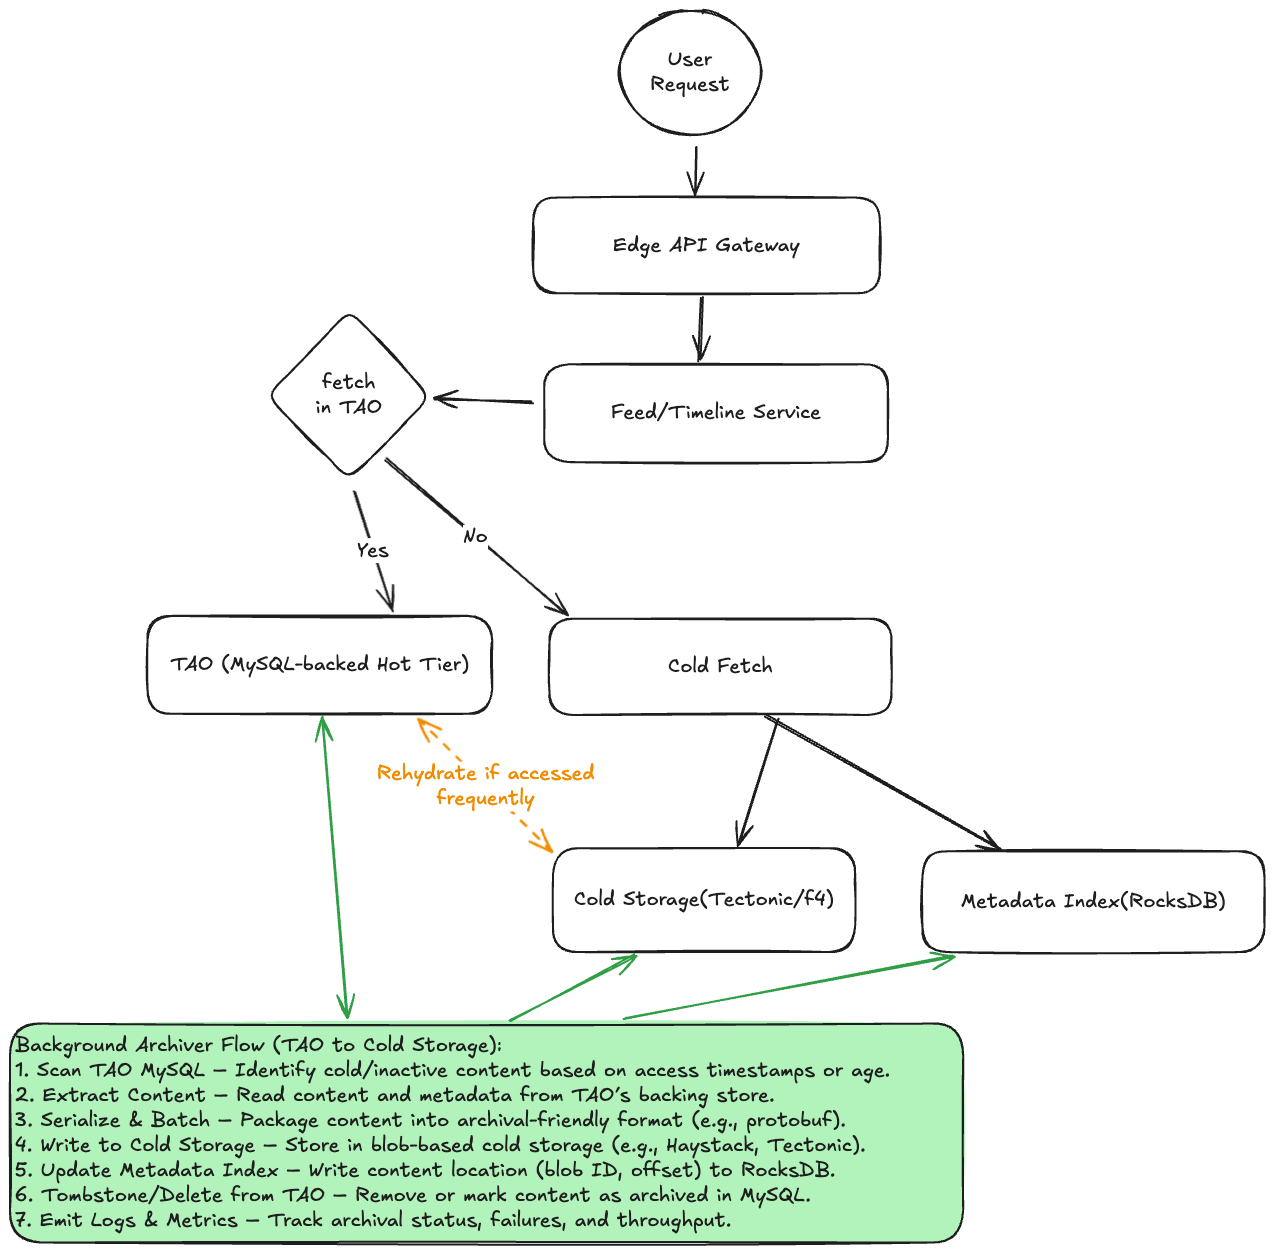 User
Request
Edge API Gateway
fetch
in TAO
Feed/Timeline Service
Yes
No
TAO (MySQL-backed Hot Tier)
Cold Fetch
Rehydrate if accessed
frequently
Cold Storage(Tectonic/f4)
Metadata Index(RocksDB)
Background Archiver Flow (TAO to Cold Storage):
1. Scan TAO MySQL — Identify cold/inactive content based on access timestamps or age.
2. Extract Content — Read content and metadata from TAO’s backing store.
3. Serialize & Batch — Package content into archival-friendly format (e.g., protobuf).
4. Write to Cold Storage — Store in blob-based cold storage (e.g., Haystack, Tectonic).
5. Update Metadata Index — Write content location (blob ID, offset) to RocksDB.
6. Tombstone/Delete from TAO — Remove or mark content as archived in MySQL.
7. Emit Logs & Metrics — Track archival status, failures, and throughput.